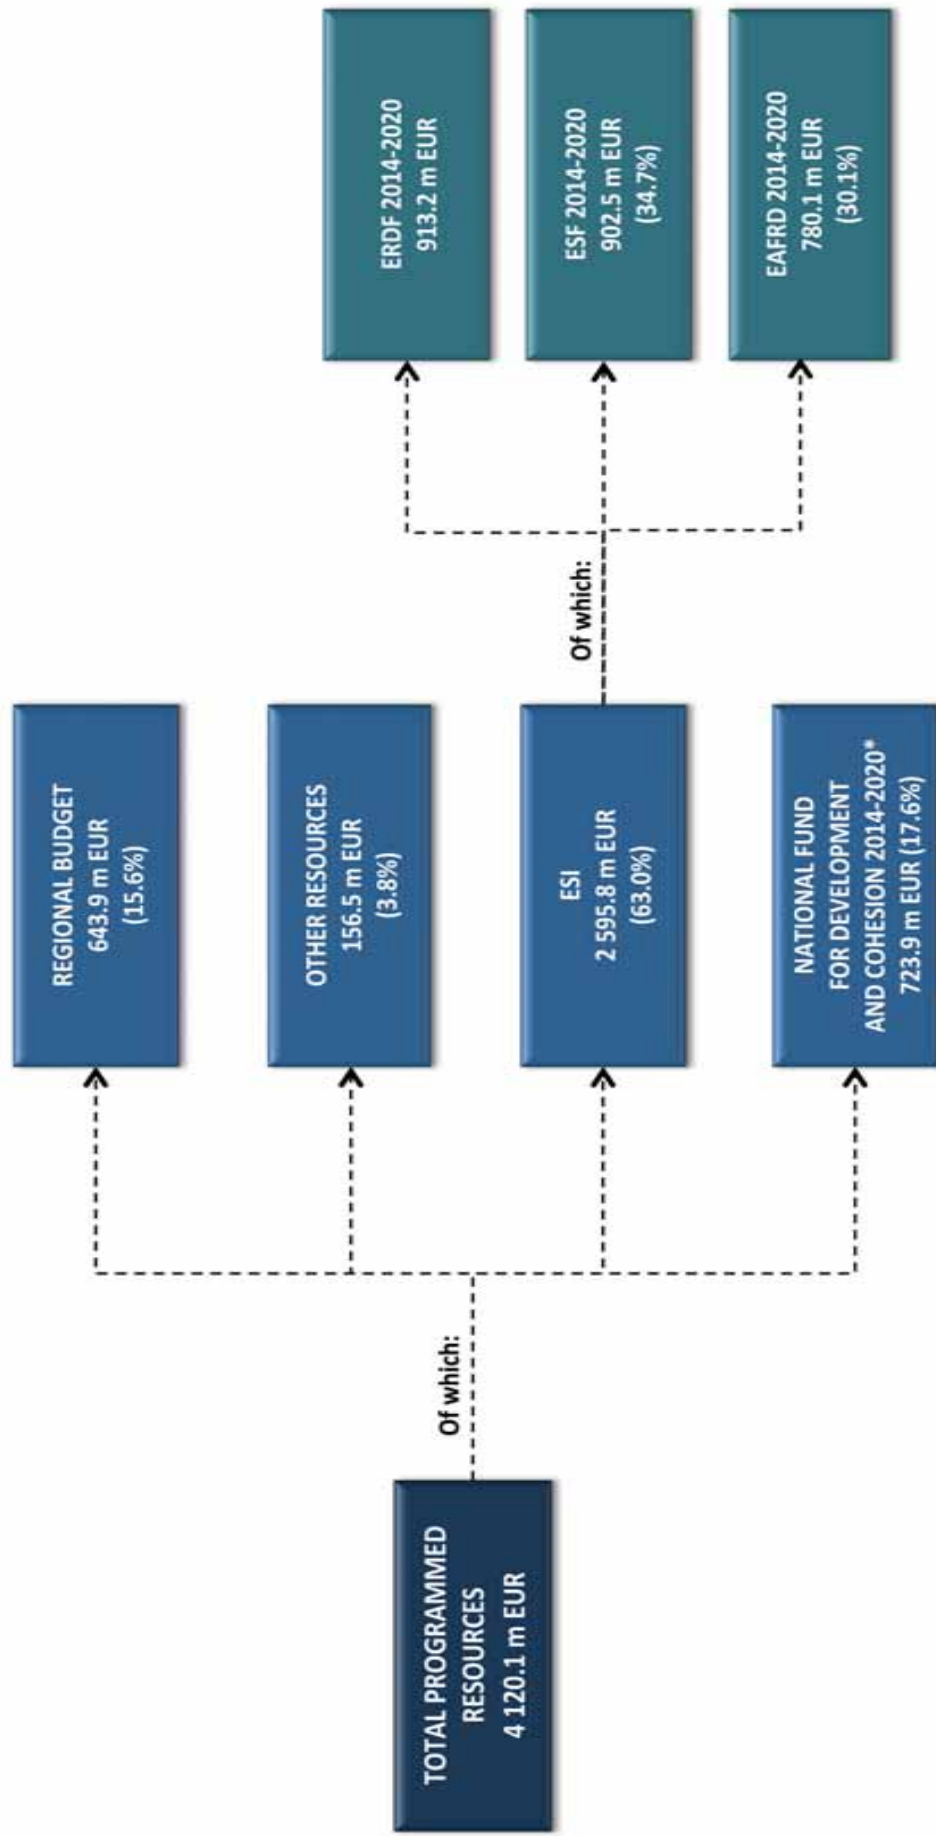 TOTAL PROGRAMMED
RESOURCES
4 120.1 m EUR
Of which:
REGIONAL BUDGET
643.9 m EUR
(15.6%)
OTHER RESOURCES
156.5 m EUR
(3.8%)
ESI
2 595.8 m EUR
(63.0%)
NATIONAL FUND
FOR DEVELOPMENT
AND COHESION 2014-2020*
723.9 m EUR (17.6%)
Of which:
ERDF 2014-2020
913.2 m EUR
ESF 2014-2020
902.5 m EUR
(34.7%)
EAFRD 2014-2020
780.1 m EUR
(30.1%)